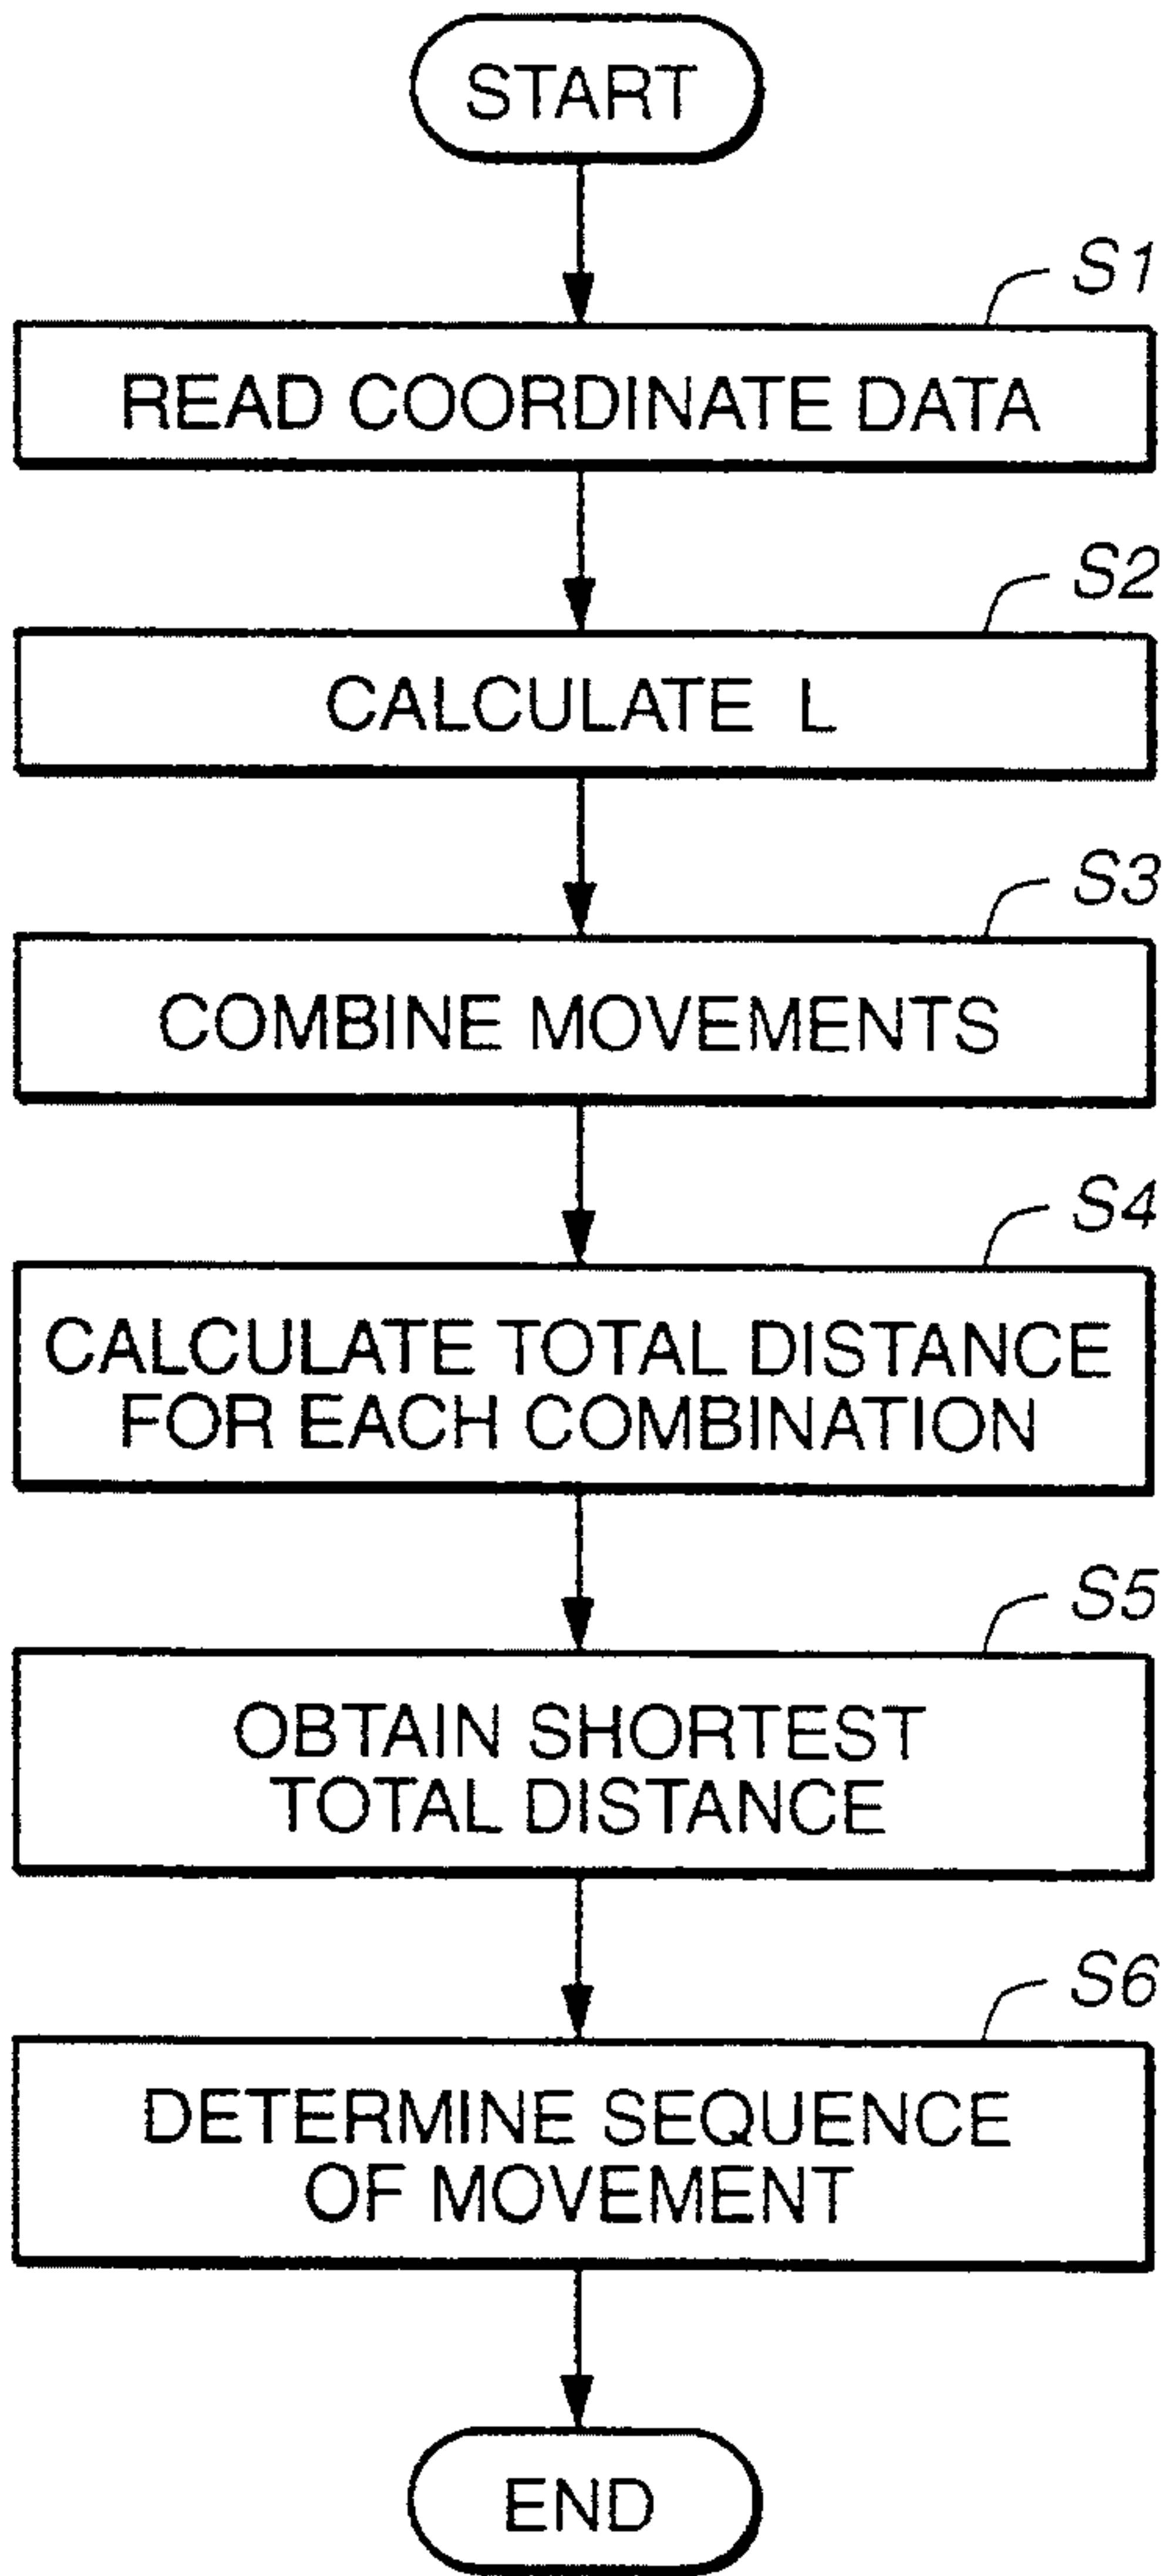 START
S1
READ COORDINATE DATA
S2
CALCULATE L
S3
COMBINE MOVEMENTS
S4
CALCULATE TOTAL DISTANCE
FOR EACH COMBINATION
S5
OBTAIN SHORTEST
TOTAL DISTANCE
S6
DETERMINE SEQUENCE
OF MOVEMENT
END